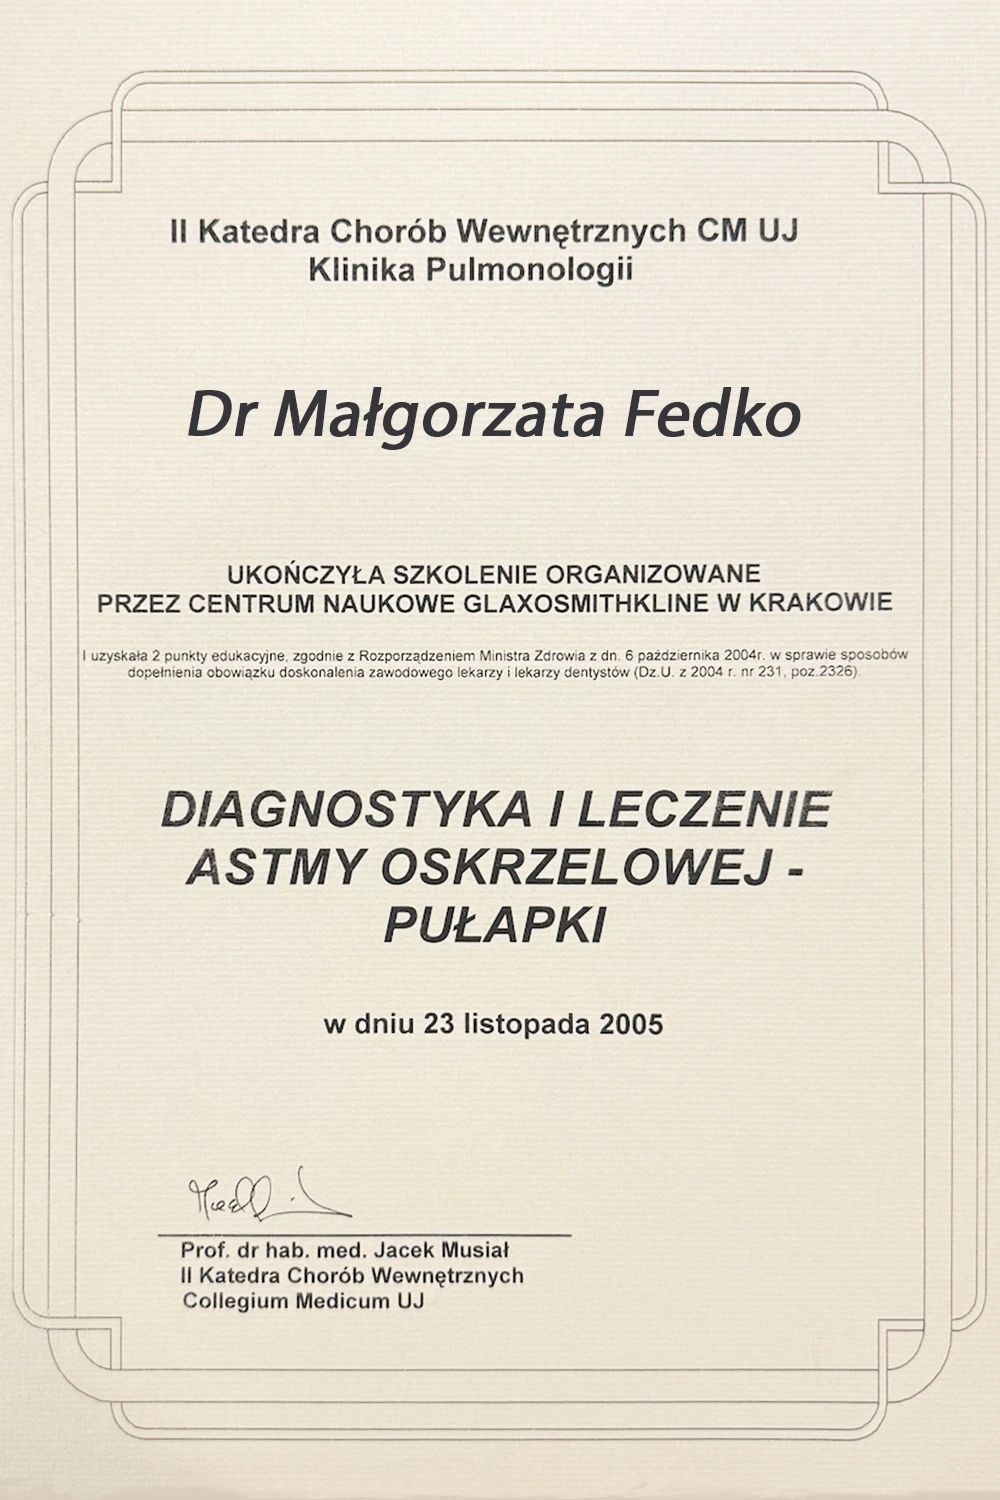 II Katedra Chorób Wewnętrznych CM UJ
Klinika Pulmonologii
Dr Małgorzata Fedko
UKOŃCZYŁA SZKOLENIE ORGANIZOWANE
PRZEZ CENTRUM NAUKOWE GLAXOSMITHKLINE W KRAKOWIE
I uzyskała 2 punkty edukacyjne, zgodnie z Rozporządzeniem Ministra Zdrowia z dn. 6 października 2004r. w sprawie sposobów
dopełnienia obowiązku doskonalenia zawodowego lekarzy i lekarzy dentystów (Dz.U. z 2004 r. nr 231, poz.2326).
DIAGNOSTYKA I LECZENIE
ASTMY OSKRZELOWEJ -
PUŁAPKI
w dniu 23 listopada 2005
Prof. dr hab. med. Jacek Musiał
II Katedra Chorób Wewnętrznych
Collegium Medicum UJ